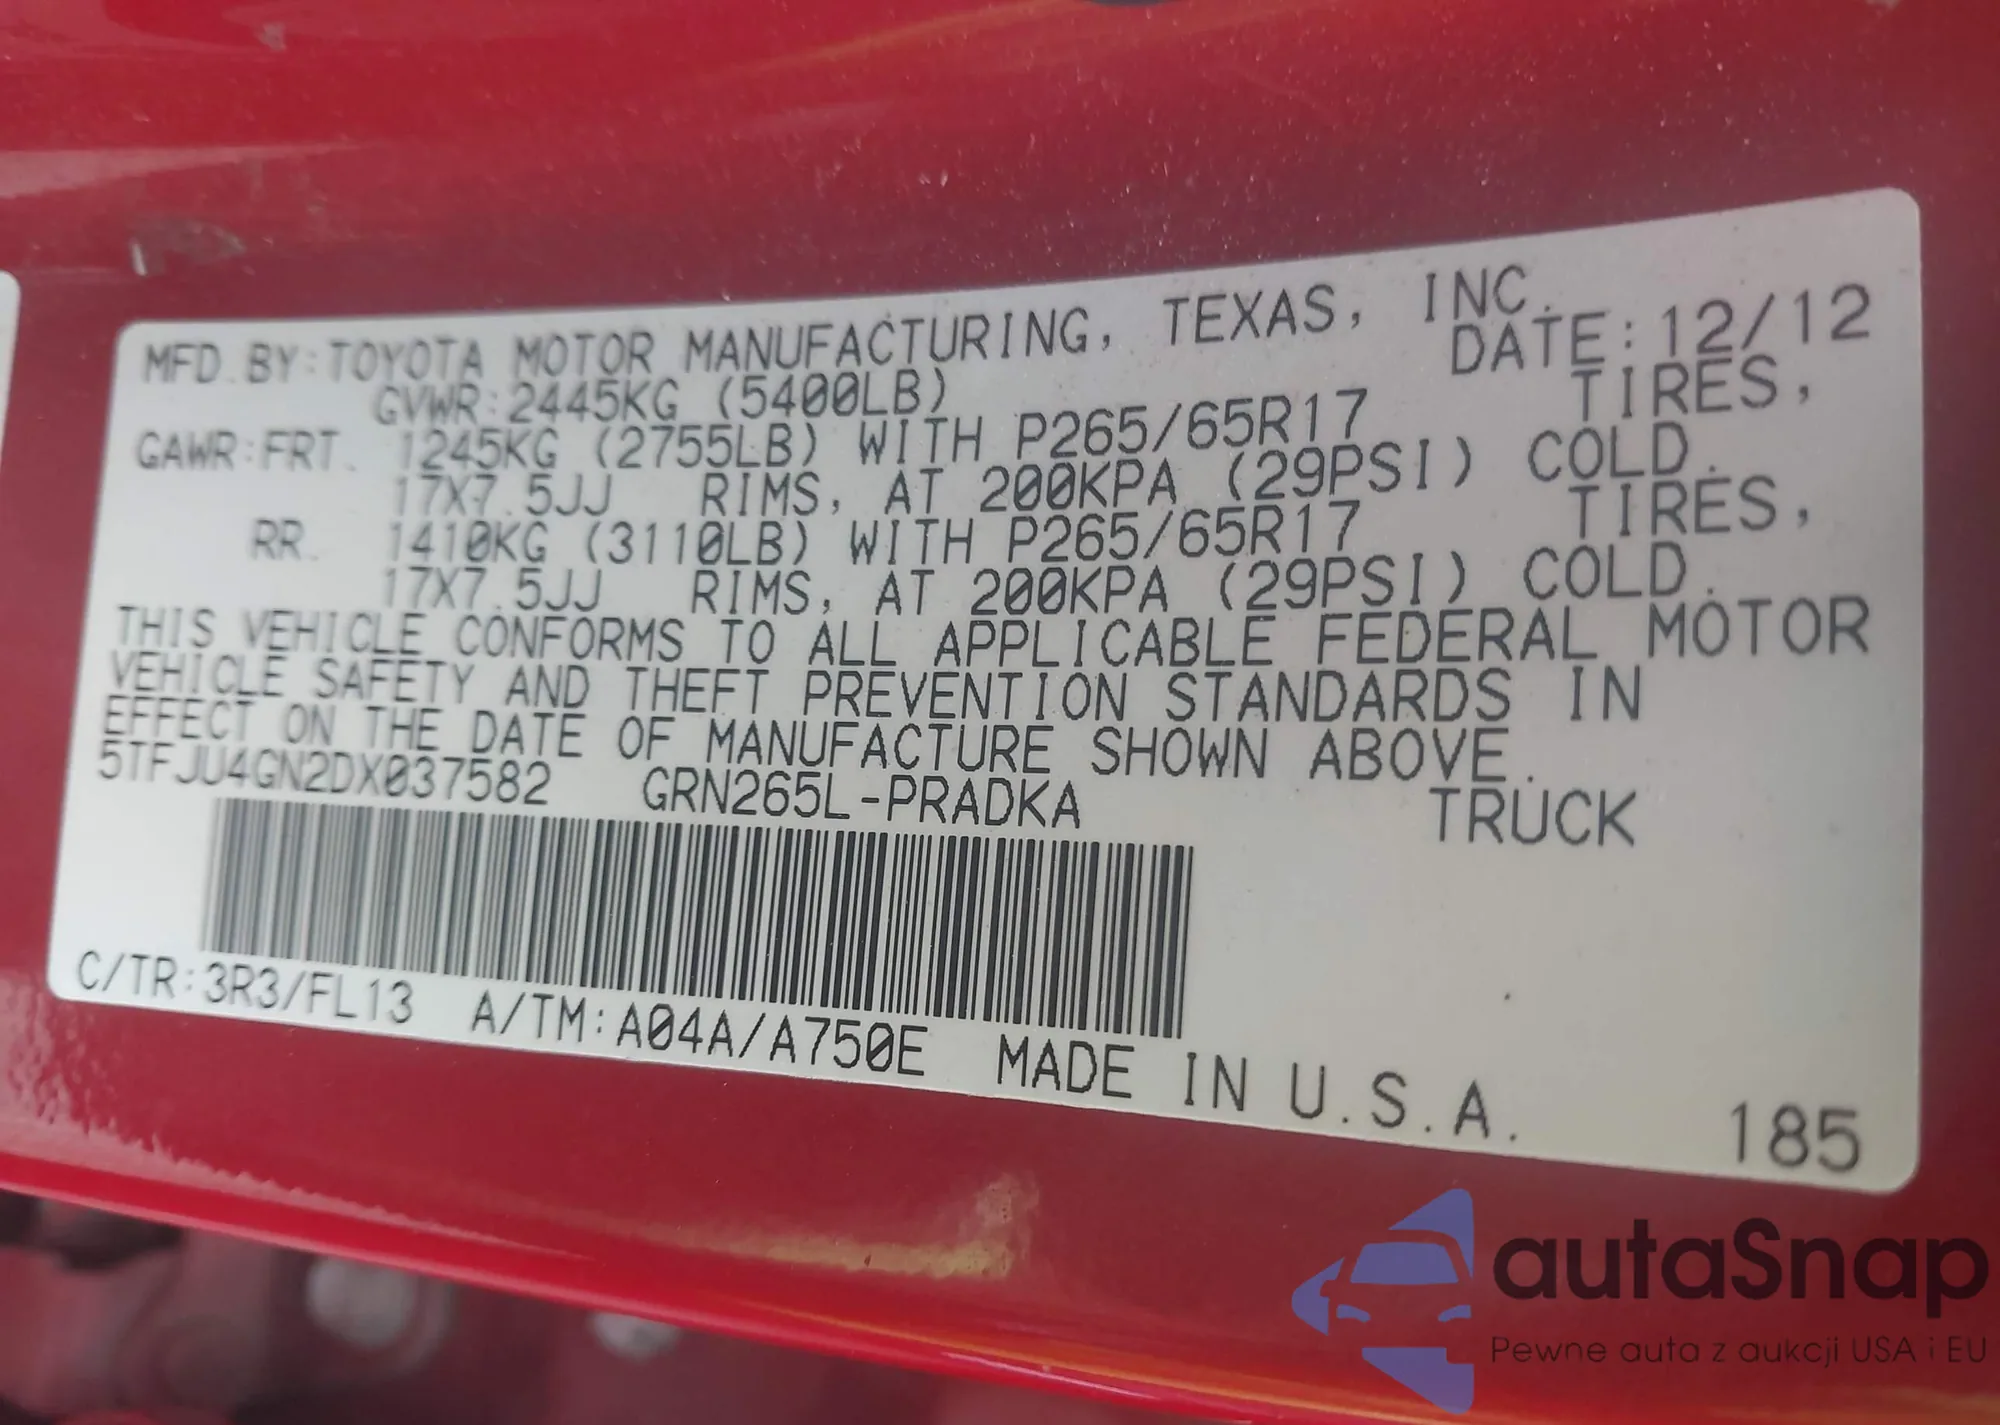 MFD. BY: TOYOTA MOTOR MANUFACTURING, TEXAS, INC.
DATE: 12/12
GVWR: 2445KG (5400LB)
GAWR: FRT. 1245KG (2755LB) WITH P265/65R17 TIRES,
17X7.5JJ RIMS, AT 200KPA (29PSI) COLD.
RR. 1410KG (3110LB) WITH P265/65R17 TIRES,
17X7.5JJ RIMS, AT 200KPA (29PSI) COLD.
THIS VEHICLE CONFORMS TO ALL APPLICABLE FEDERAL MOTOR
VEHICLE SAFETY AND THEFT PREVENTION STANDARDS IN
EFFECT ON THE DATE OF MANUFACTURE SHOWN ABOVE.
5TFJU4GN2DX037582 GRN265L-PRADKA TRUCK
C/TR: 3R3/FL13 A/TM: A04A/A750E MADE IN U.S.A.
185
autaSnap
Pewne auta z aukcji USA i EU